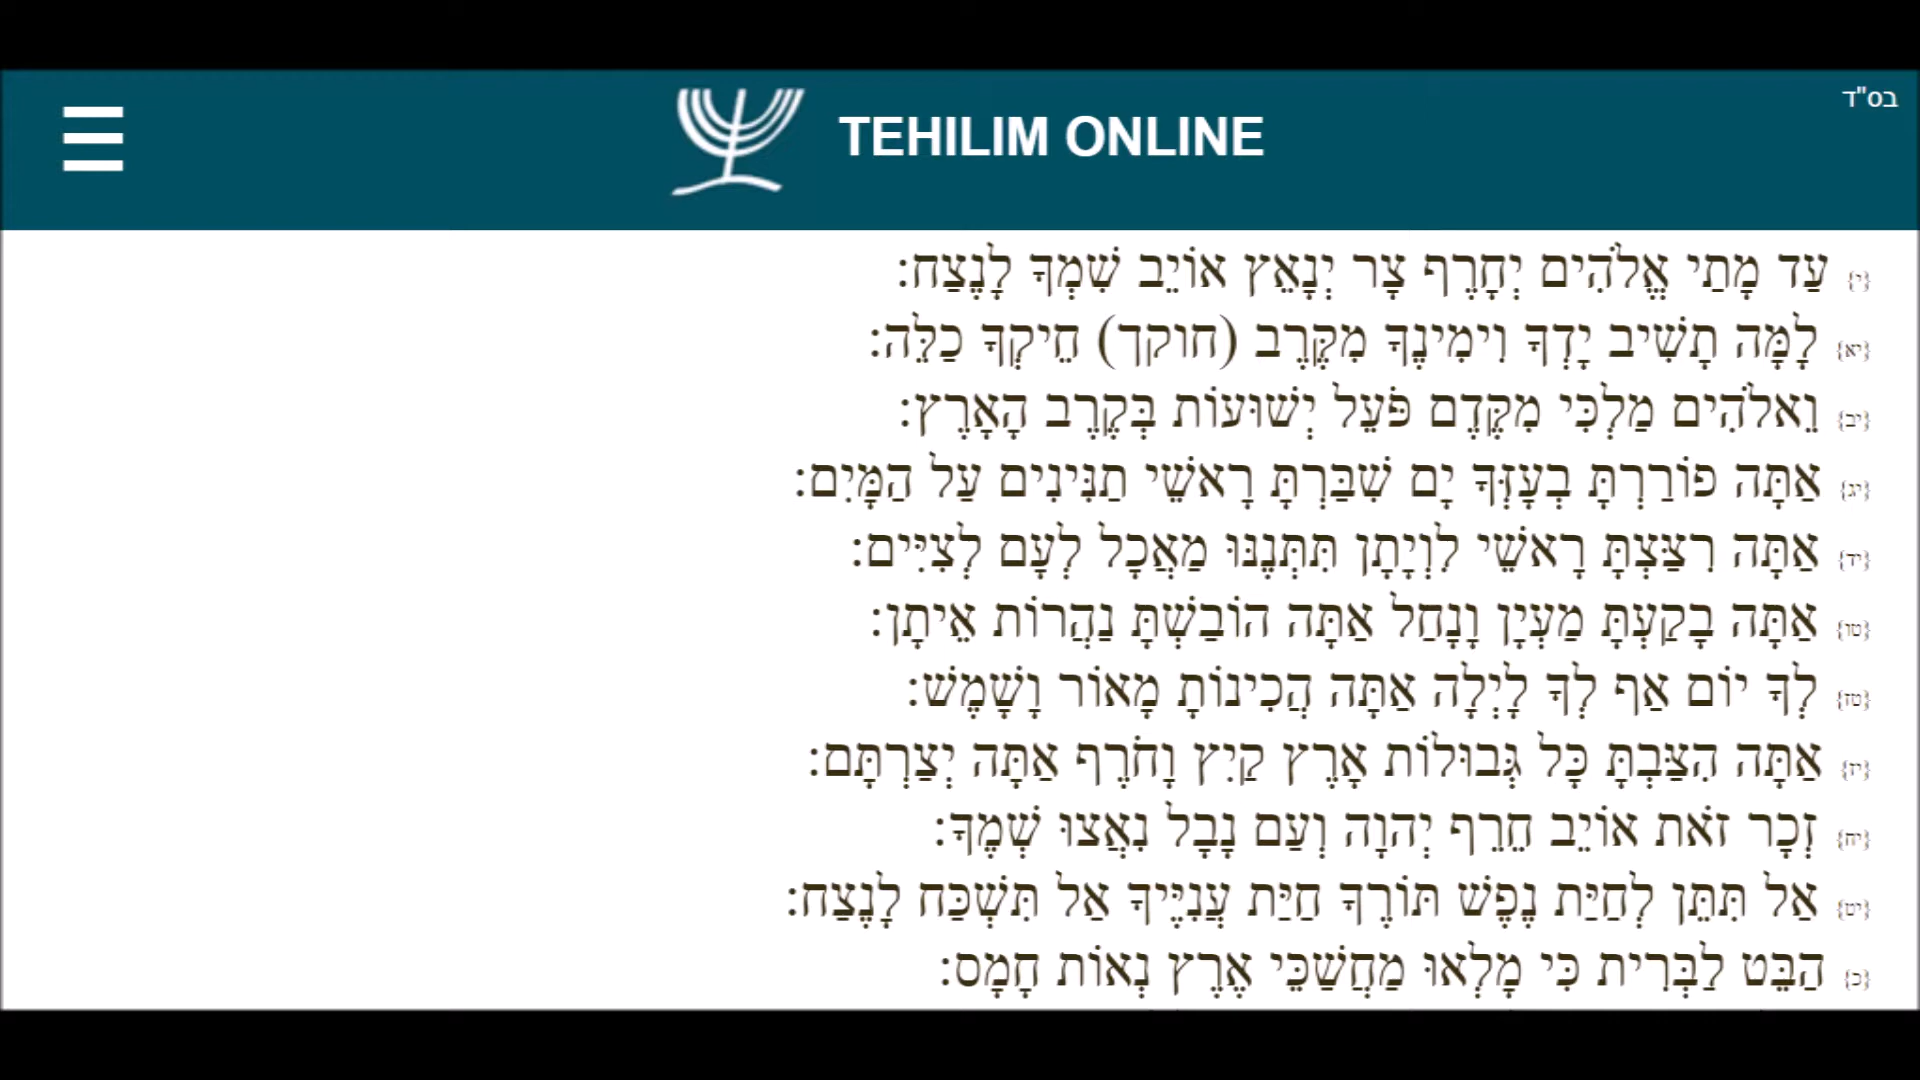 בס"ד
TEHILIM ONLINE
{י} עַד מָתַי אֱלֹהִים יְחָרֶף צָר יְנָאֵץ אוֹיֵב שִׁמְךָ לָנֶצַח:
{יא} לָמָּה תָשִׁיב יָדְךָ וִימִינֶךָ מִקֶּרֶב (חוקך) חֵיקְךָ כַלֵּה:
{יב} וֵאלֹהִים מַלְכִּי מִקֶּדֶם פֹּעֵל יְשׁוּעוֹת בְּקֶרֶב הָאָרֶץ:
{יג} אַתָּה פוֹרַרְתָּ בְעָזְּךָ יָם שִׁבַּרְתָּ רָאשֵׁי תַנִּינִים עַל הַמָּיִם:
{יד} אַתָּה רִצַּצְתָּ רָאשֵׁי לִוְיָתָן תִּתְּנֶנּוּ מַאֲכָל לְעָם לְצִיִּים:
{טו} אַתָּה בָקַעְתָּ מַעְיָן וָנָחַל אַתָּה הוֹבַשְׁתָּ נַהֲרוֹת אֵיתָן:
{טז} לְךָ יוֹם אַף לְךָ לָיְלָה אַתָּה הֲכִינוֹתָ מָאוֹר וָשָׁמֶשׁ:
{יז} אַתָּה הִצַּבְתָּ כָּל גְּבוּלוֹת אָרֶץ קַיִץ וָחֹרֶף אַתָּה יְצַרְתָּם:
{יח} זְכָר זֹאת אוֹיֵב חֵרֵף יְהוָה וְעַם נָבָל נִאֲצוּ שְׁמֶךָ:
{יט} אַל תִּתֵּן לְחַיַּת נֶפֶשׁ תּוֹרֶךָ חַיַּת עֲנִיֶּיךָ אַל תִּשְׁכַּח לָנֶצַח:
{כ} הַבֵּט לַבְּרִית כִּי מָלְאוּ מַחֲשַׁכֵּי אֶרֶץ נְאוֹת חָמָס: